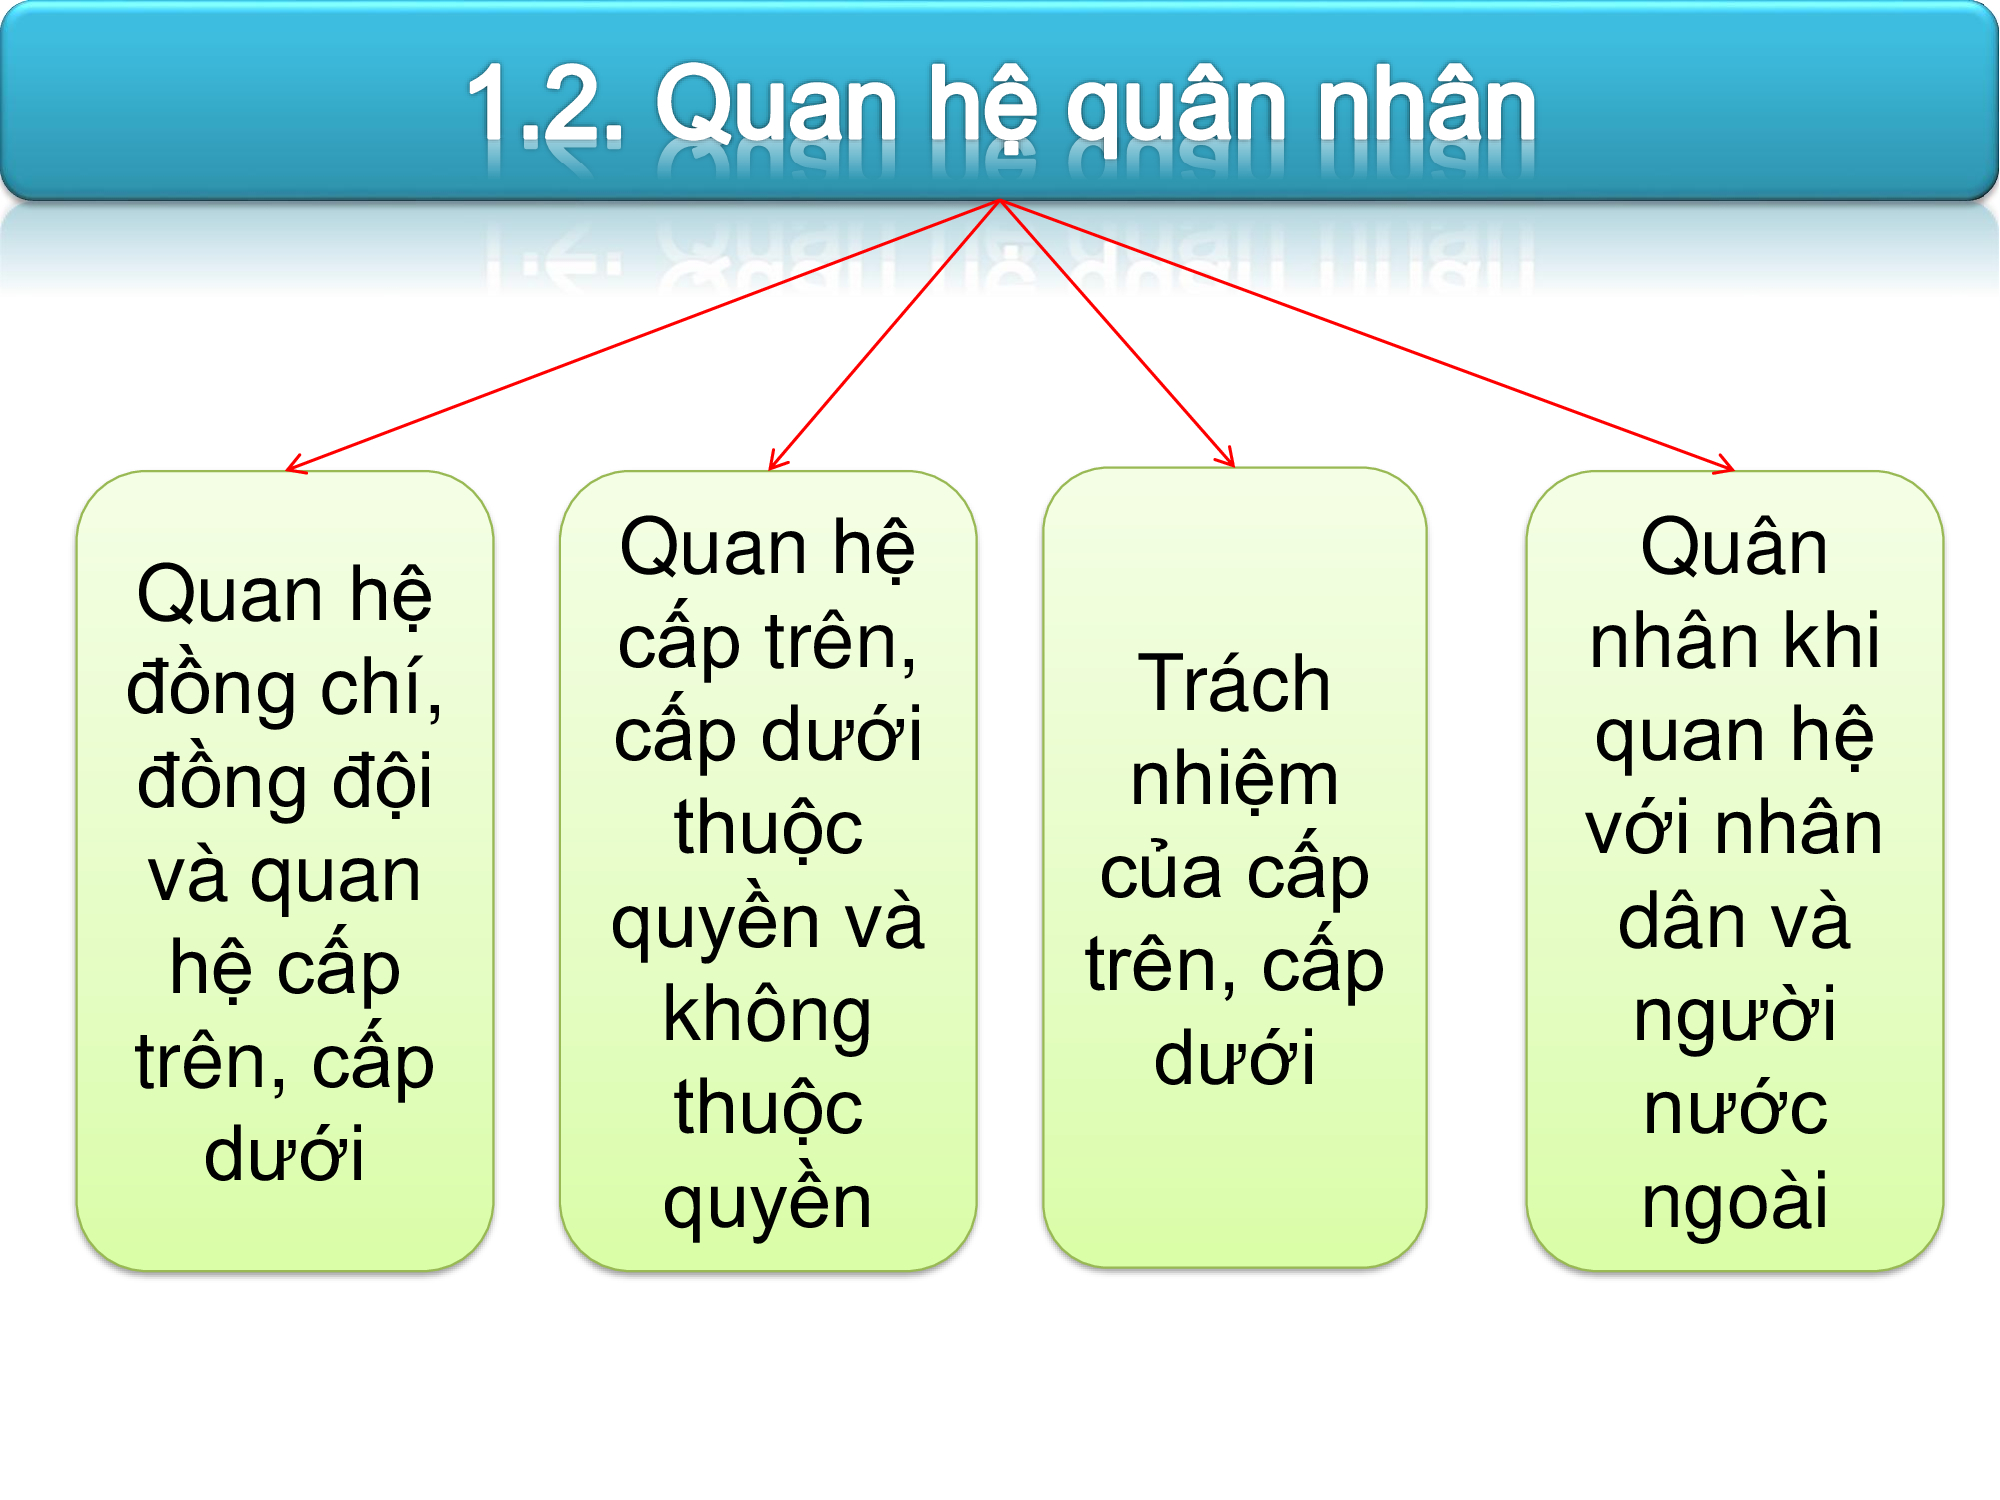 1.2. Quan hệ quân nhân
Quan hệ
đồng chí,
đồng đội
và quan
hệ cấp
trên, cấp
dưới
Quan hệ
cấp trên,
cấp dưới
thuộc
quyền và
không
thuộc
quyền
Trách
nhiệm
của cấp
trên, cấp
dưới
Quân
nhân khi
quan hệ
với nhân
dân và
người
nước
ngoài